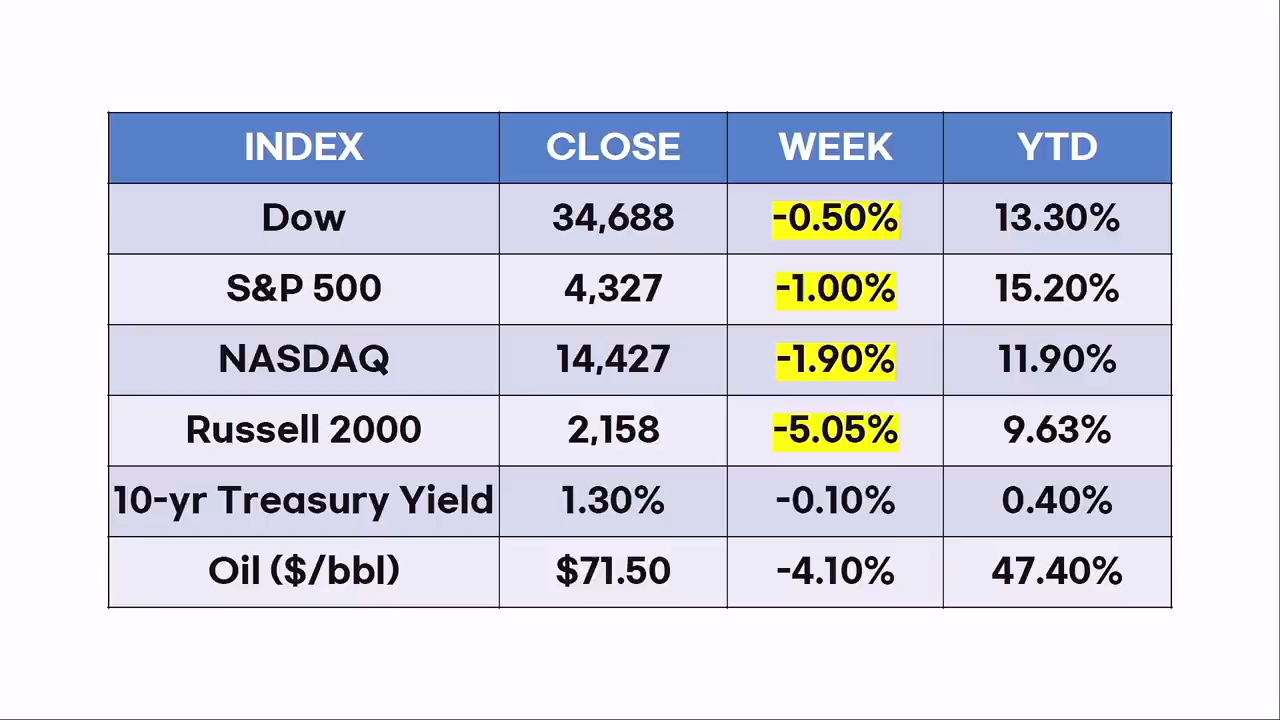 INDEX CLOSE WEEK YTD
Dow 34,688 -0.50% 13.30%
S&P 500 4,327 -1.00% 15.20%
NASDAQ 14,427 -1.90% 11.90%
Russell 2000 2,158 -5.05% 9.63%
10-yr Treasury Yield 1.30% -0.10% 0.40%
Oil ($/bbl) $71.50 -4.10% 47.40%